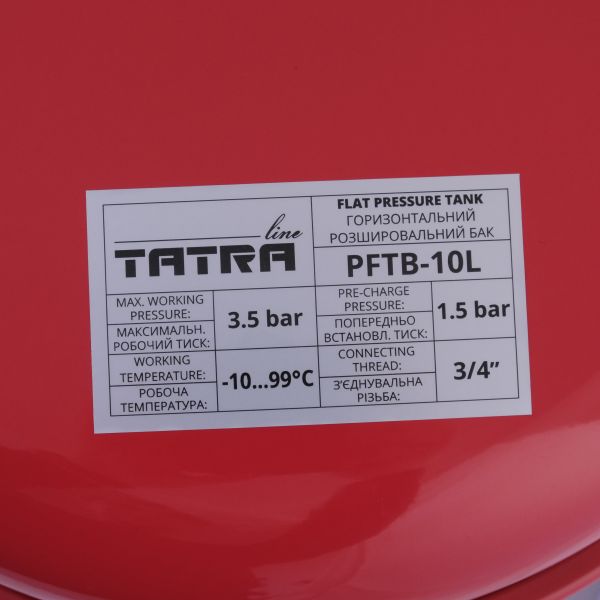 line
TATRA
FLAT PRESSURE TANK
ГОРИЗОНТАЛЬНИЙ
РОЗШИРОВАЛЬНИЙ БАК
PFTB-10L
MAX. WORKING
PRESSURE:
МАКСИМАЛЬН.
РОБОЧИЙ ТИСК:
3.5 bar
PRE-CHARGE
PRESSURE:
ПОПЕРЕДНЬО
ВСТАНОВЛ. ТИСК:
1.5 bar
WORKING
TEMPERATURE:
РОБОЧА
ТЕМПЕРАТУРА:
-10...99°C
CONNECTING
THREAD:
З'ЄДНУВАЛЬНА
РІЗЬБА:
3/4”